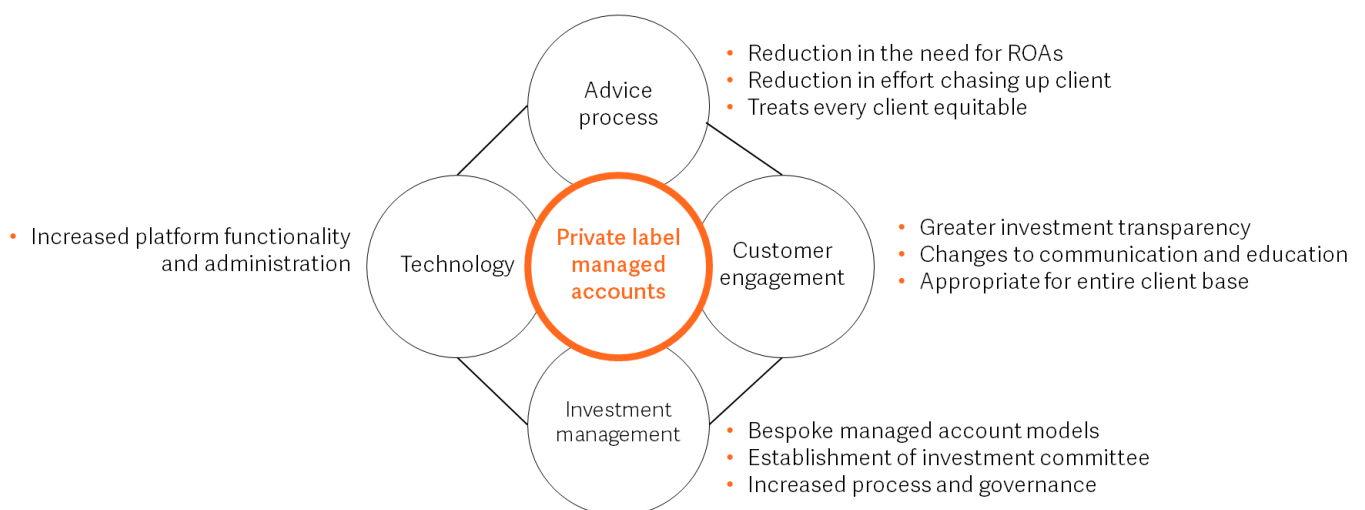 Advice
process
• Reduction in the need for ROAs
• Reduction in effort chasing up client
• Treats every client equitable
• Increased platform functionality
and administration
Technology
Private label
managed
accounts
Customer
engagement
• Greater investment transparency
• Changes to communication and education
• Appropriate for entire client base
Investment
management
• Bespoke managed account models
• Establishment of investment committee
• Increased process and governance